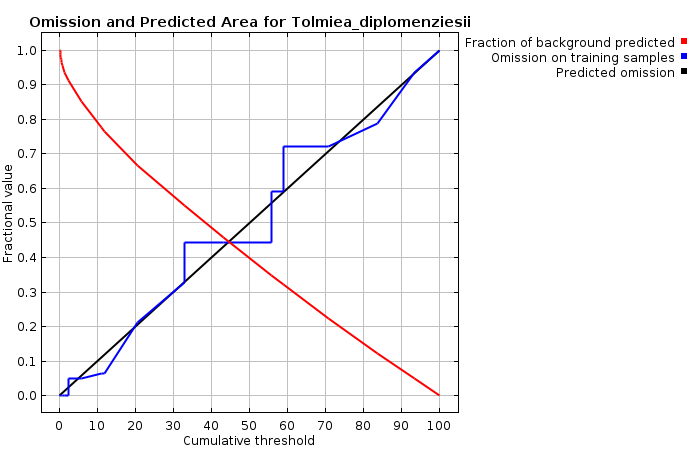 Omission and Predicted Area for Tolmiea_diplomenziesii
Fraction of background predicted
Omission on training samples
Predicted omission
Fractional value
1.0
0.9
0.8
0.7
0.6
0.5
0.4
0.3
0.2
0.1
0.0
0 10 20 30 40 50 60 70 80 90 100
Cumulative threshold